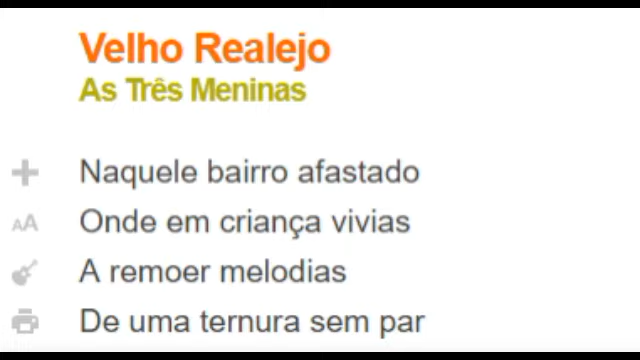 Velho Realejo
As Três Meninas
Naquele bairro afastado
AA Onde em criança vivias
A remoer melodias
De uma ternura sem par